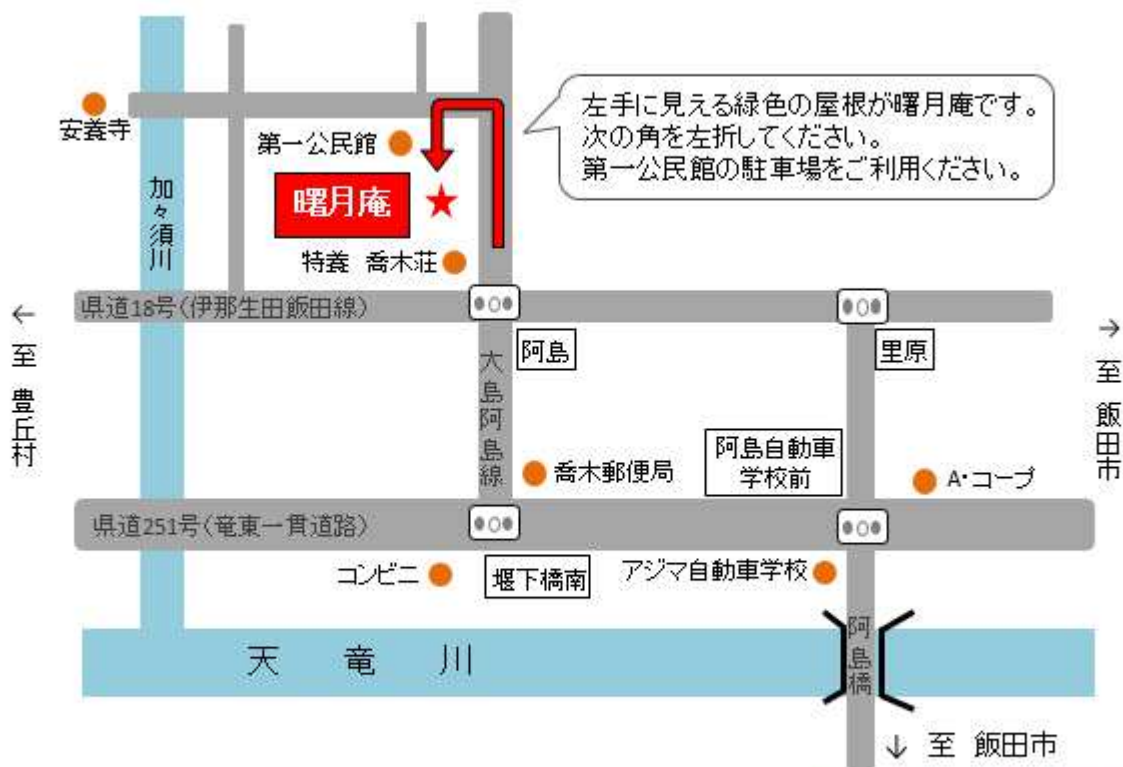 安養寺
第一公民館
左手に見える緑色の屋根が曙月庵です。
次の角を左折してください。
第一公民館の駐車場をご利用ください。
曙月庵
加々須川
特養 喬木荘
県道18号(伊那生田飯田線)
← 至 豊丘村
阿島
里原
→ 至 飯田市
大島阿島線
喬木郵便局
阿島自動車
学校前
A・コープ
県道251号(竜東一貫道路)
コンビニ
堰下橋南
アジマ自動車学校
天竜川
阿島橋
↓ 至 飯田市